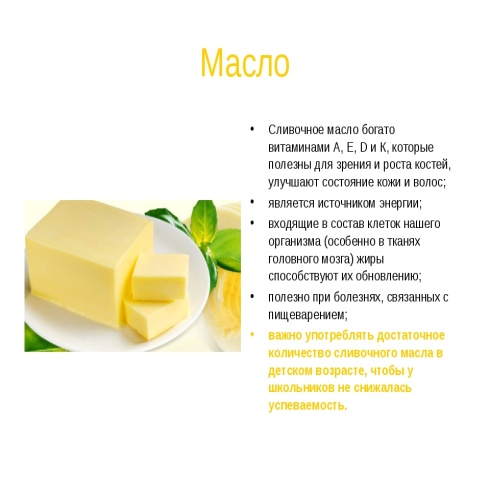 Масло
• Сливочное масло богато
витаминами А, Е, D и К, которые
полезны для зрения и роста костей,
улучшают состояние кожи и волос;
• является источником энергии;
• входящие в состав клеток нашего
организма (особенно в тканях
головного мозга) жиры
способствуют их обновлению;
• полезно при болезнях, связанных с
пищеварением;
• важно употреблять достаточное
количество сливочного масла в
детском возрасте, чтобы у
школьников не снижалась
успеваемость.